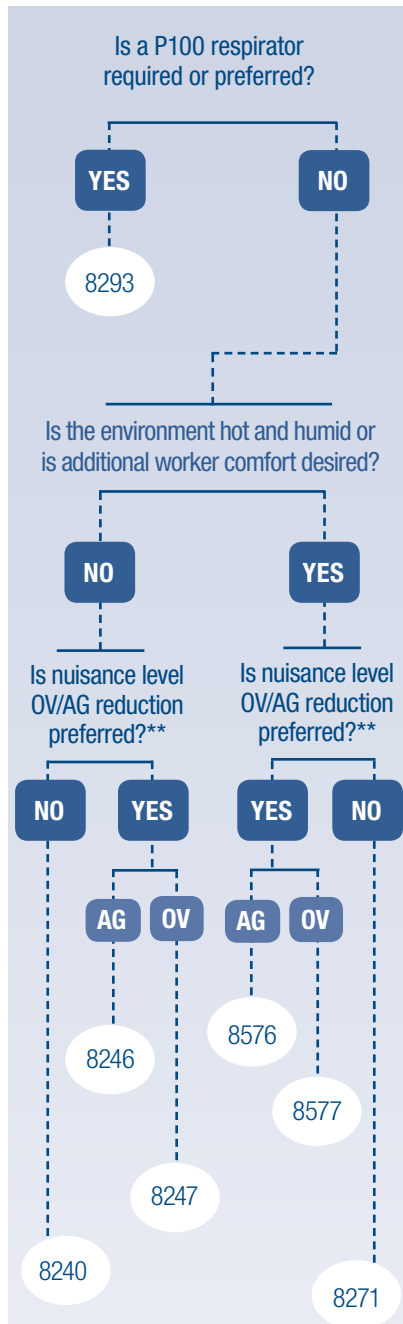 Is a P100 respirator
required or preferred?
YES
NO
8293
Is the environment hot and humid or
is additional worker comfort desired?
NO
YES
Is nuisance level
OV/AG reduction
preferred?**
Is nuisance level
OV/AG reduction
preferred?**
NO
YES
YES
NO
AG
OV
AG
OV
8576
8246
8577
8247
8240
8271